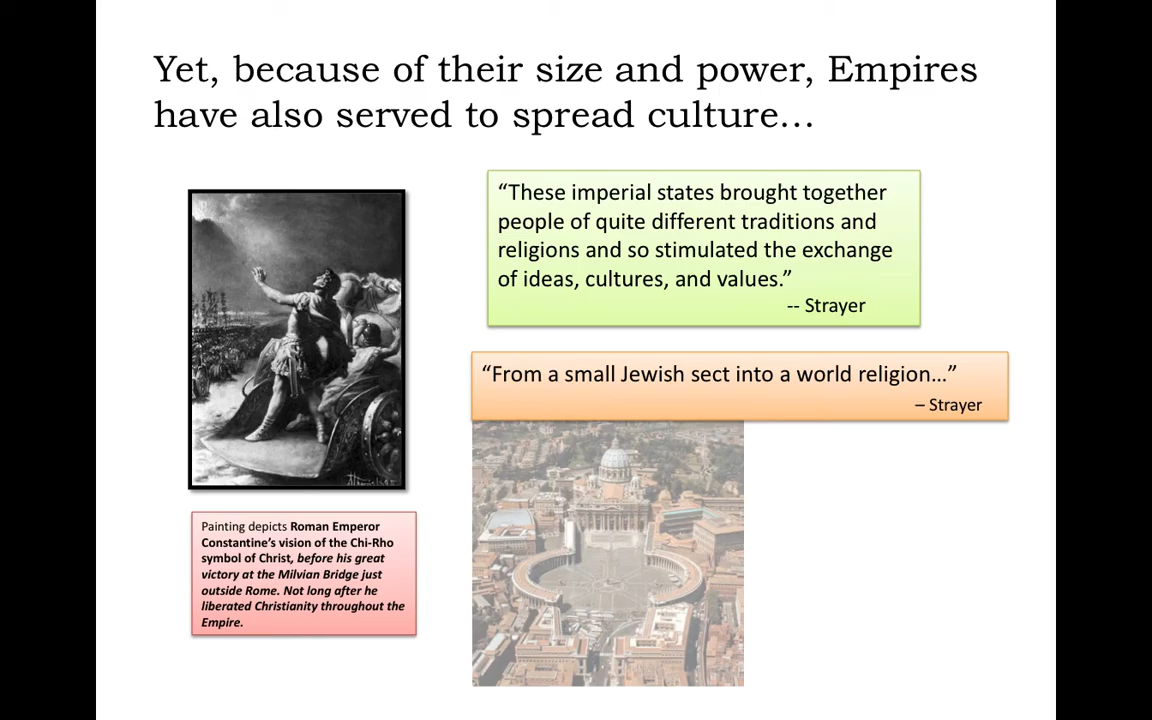 Yet, because of their size and power, Empires
have also served to spread culture…
“These imperial states brought together
people of quite different traditions and
religions and so stimulated the exchange
of ideas, cultures, and values.”
-- Strayer
“From a small Jewish sect into a world religion…”
– Strayer
Painting depicts Roman Emperor
Constantine’s vision of the Chi-Rho
symbol of Christ, before his great
victory at the Milvian Bridge just
outside Rome. Not long after he
liberated Christianity throughout the
Empire.